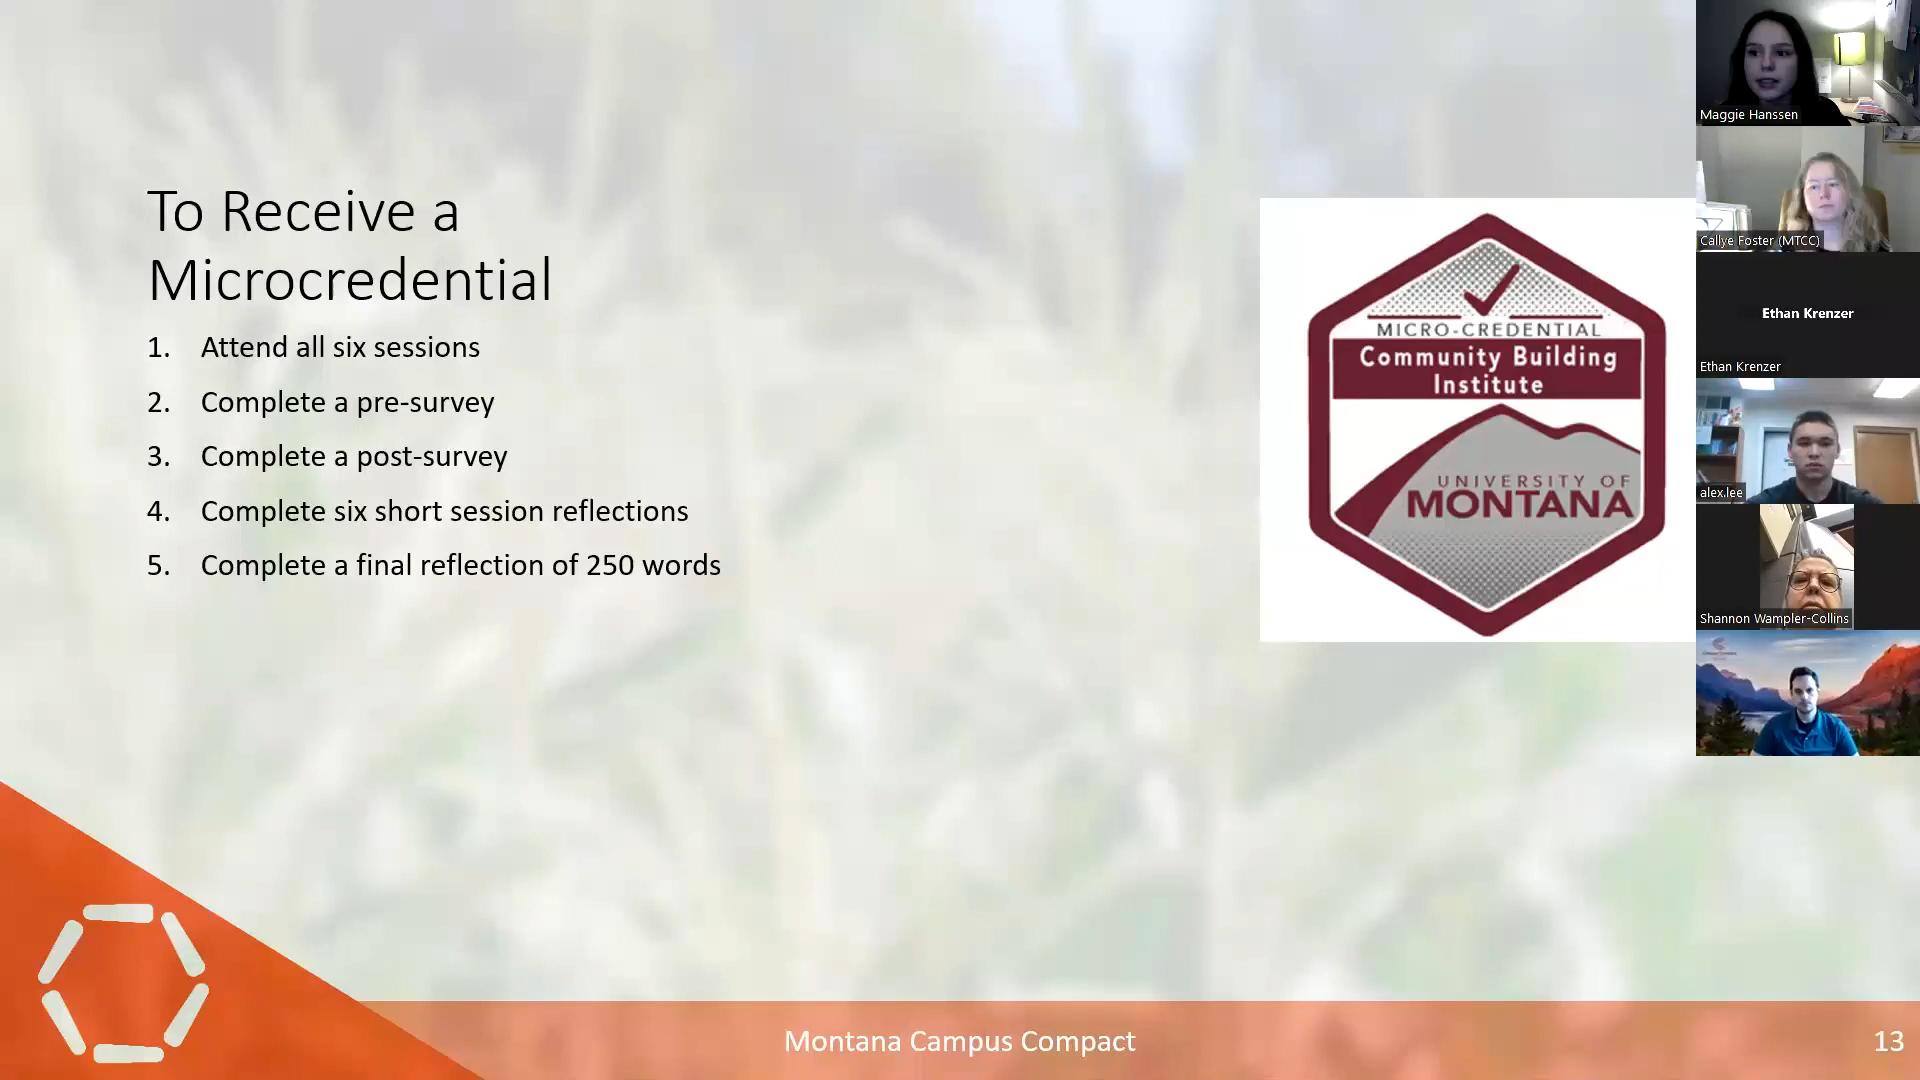 To Receive a
Microcredential
1. Attend all six sessions
2. Complete a pre-survey
3. Complete a post-survey
4. Complete six short session reflections
5. Complete a final reflection of 250 words
MICRO-CREDENTIAL
Community Building
Institute
UNIVERSITY OF
MONTANA
Maggie Hanssen
Callye Foster (MTCC)
Ethan Krenzer
Ethan Krenzer
alex.lee
Shannon Wampler-Collins
Montana Campus Compact
13